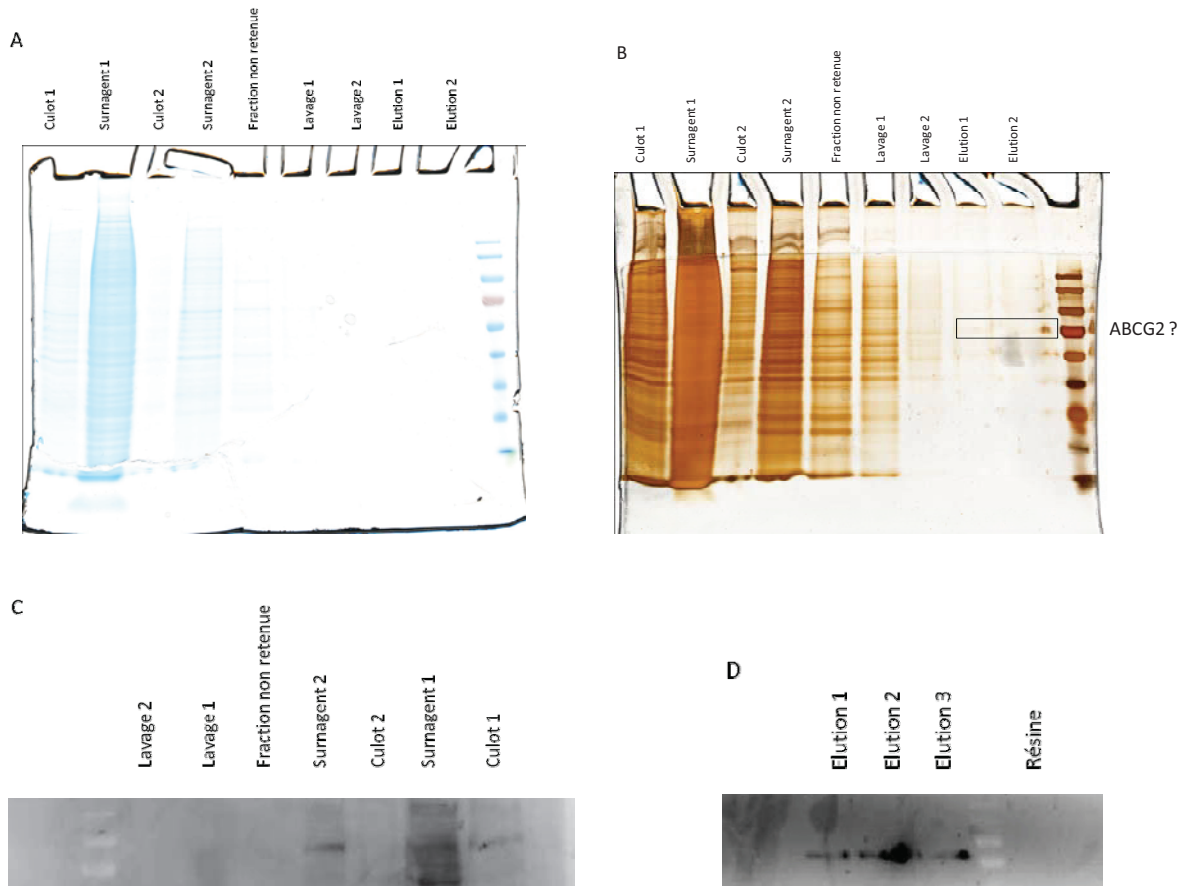 A
Culot 1
Surnagent 1
Culot 2
Surnagent 2
Fraction non retenue
Lavage 1
Lavage 2
Elution 1
Elution 2
B
Culot 1
Surnagent 1
Culot 2
Surnagent 2
Fraction non retenue
Lavage 1
Lavage 2
Elution 1
Elution 2
ABCG2 ?
C
Lavage 2
Lavage 1
Fraction non retenue
Surnagent 2
Culot 2
Surnagent 1
Culot 1
D
Elution 1
Elution 2
Elution 3
Résine